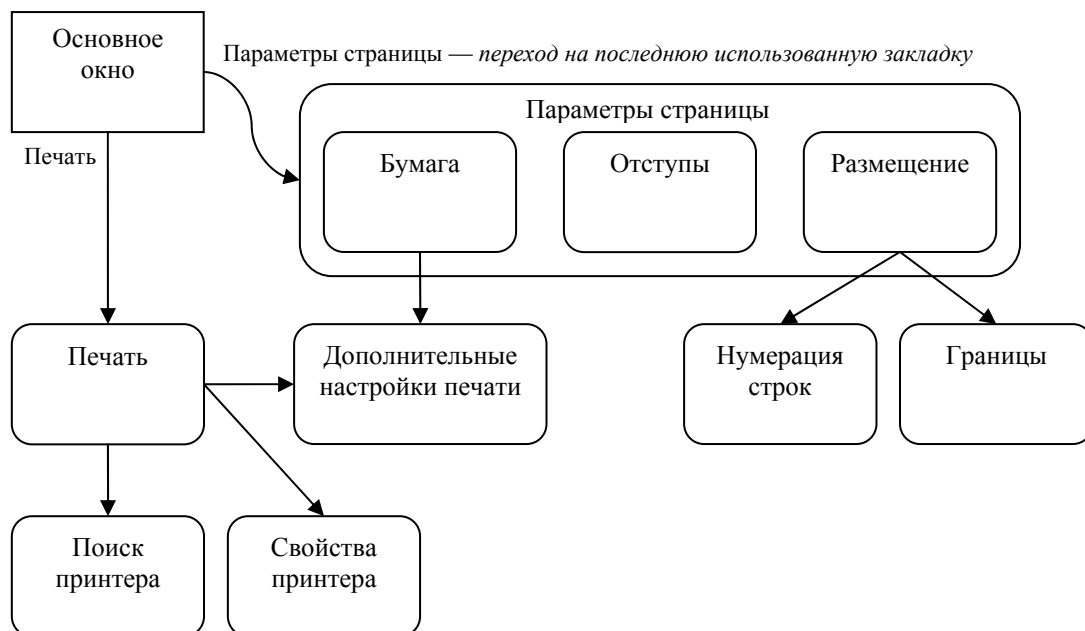 Основное
окно
Параметры страницы — переход на последнюю использованную закладку
Параметры страницы
Печать
Бумага
Отступы
Размещение
Печать
Дополнительные
настройки печати
Нумерация
строк
Границы
Поиск
принтера
Свойства
принтера